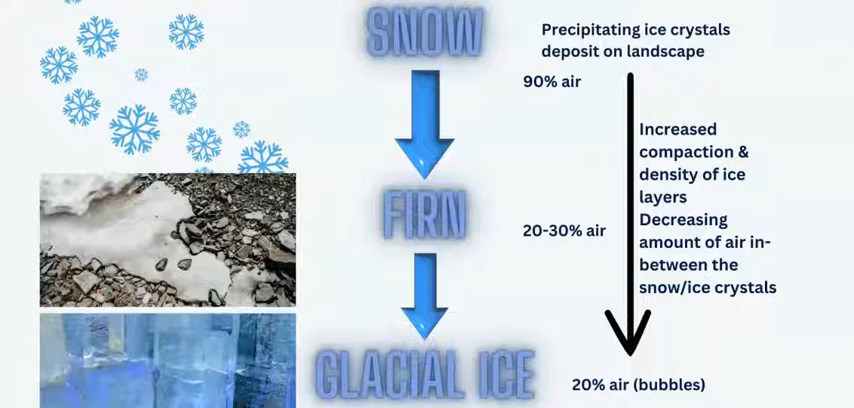 SNOW
Precipitating ice crystals
deposit on landscape
90% air
Increased
compaction &
density of ice
layers
Decreasing
amount of air in-
between the
snow/ice crystals
FIRN
20-30% air
GLACIAL ICE
20% air (bubbles)